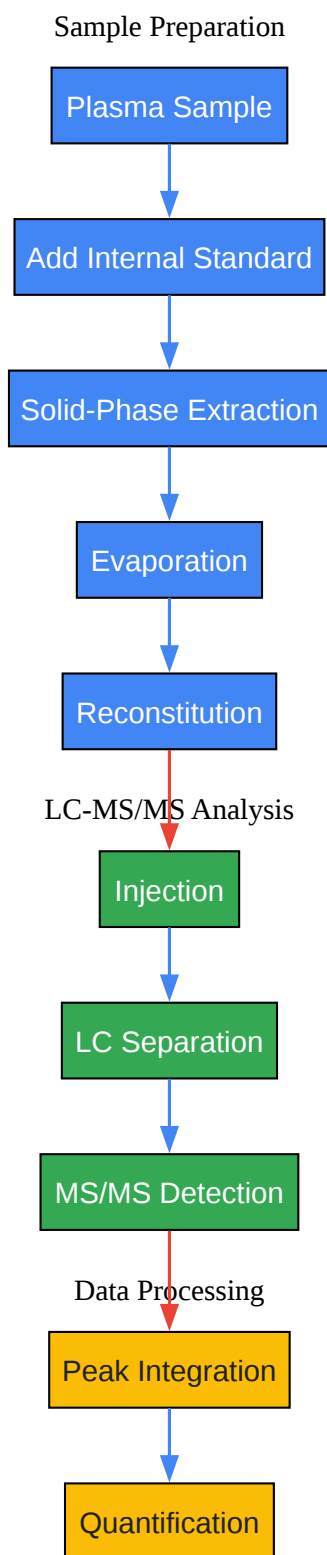 Sample Preparation
Plasma Sample
Add Internal Standard
Solid-Phase Extraction
Evaporation
Reconstitution
LC-MS/MS Analysis
Injection
LC Separation
MS/MS Detection
Data Processing
Peak Integration
Quantification